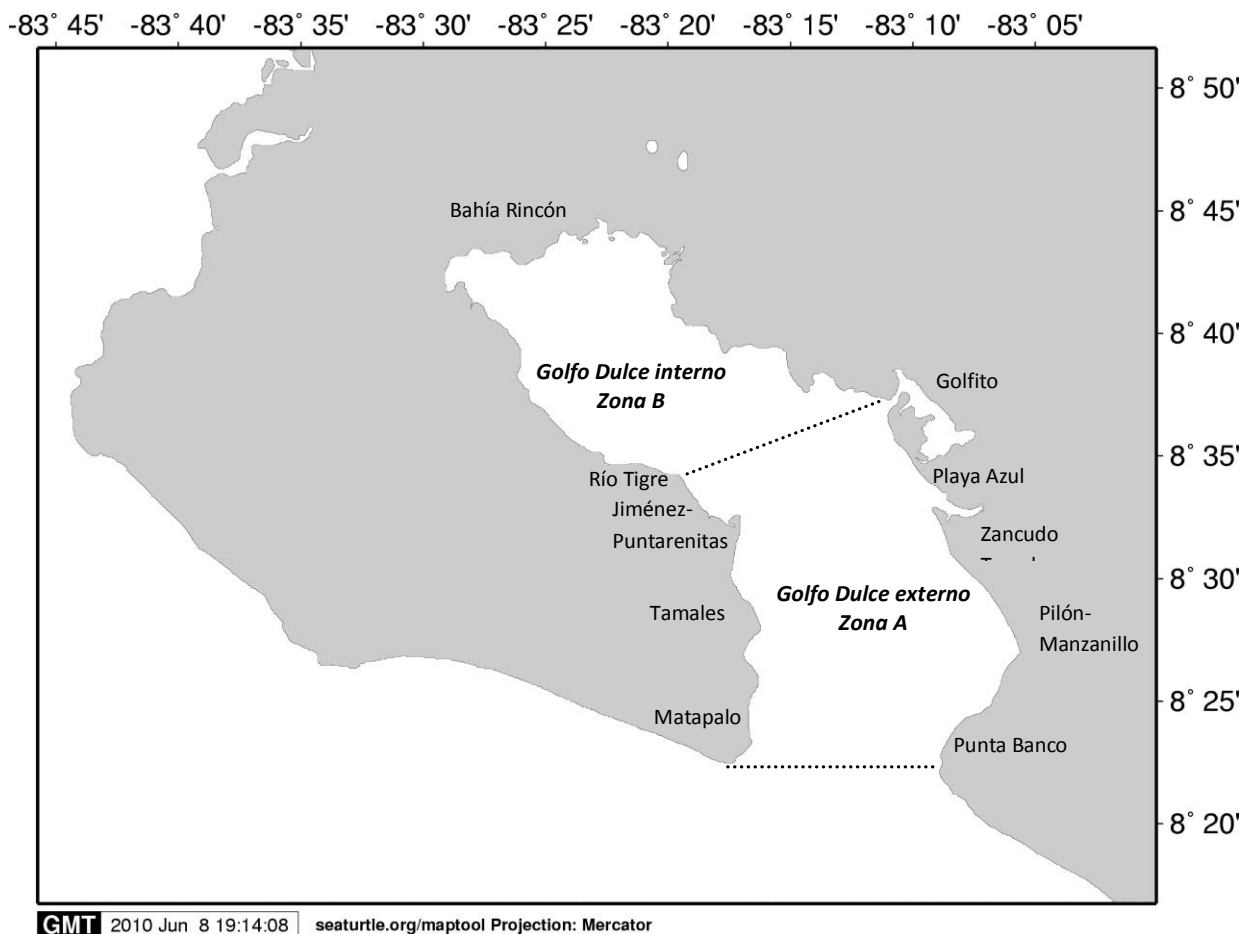 -83° 45' -83° 40' -83° 35' -83° 30' -83° 25' -83° 20' -83° 15' -83° 10' -83° 05'
8° 50'
Bahía Rincón
8° 45'
8° 40'
Golfo Dulce interno
Zona B
Golfito
8° 35'
Río Tigre
Playa Azul
Jiménez-
Puntarenitas
Zancudo
8° 30'
Golfo Dulce externo
Zona A
Tamales
Pilón-
Manzanillo
8° 25'
Matapalo
Punta Banco
8° 20'
GMT 2010 Jun 8 19:14:08 seaturtle.org/maptool Projection: Mercator